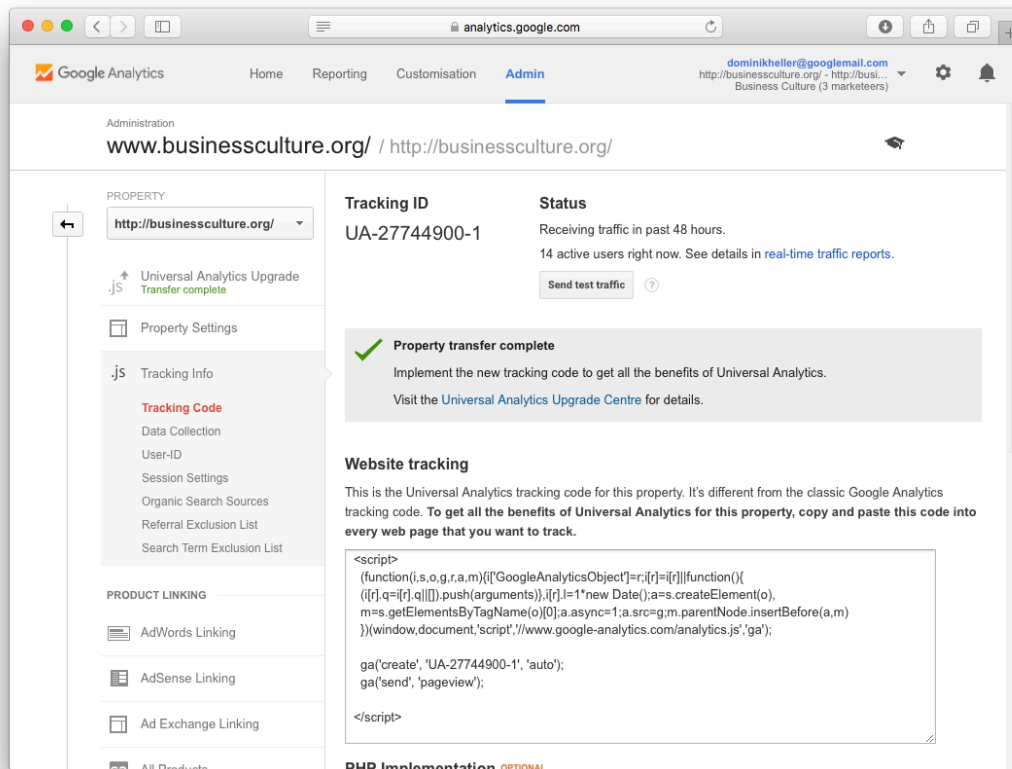 analytics.google.com
Google Analytics
Home Reporting Customisation Admin
dominikheller@googlemail.com
http://businessculture.org/ - http://busi...
Business Culture (3 marketeers)
Administration
www.businessculture.org/ / http://businessculture.org/
PROPERTY
http://businessculture.org/
.js Universal Analytics Upgrade
Transfer complete
Property Settings
.js Tracking Info
Tracking Code
Data Collection
User-ID
Session Settings
Organic Search Sources
Referral Exclusion List
Search Term Exclusion List
PRODUCT LINKING
AdWords Linking
AdSense Linking
Ad Exchange Linking
All Products
Tracking ID
UA-27744900-1
Status
Receiving traffic in past 48 hours.
14 active users right now. See details in real-time traffic reports.
Send test traffic ?
Property transfer complete
Implement the new tracking code to get all the benefits of Universal Analytics.
Visit the Universal Analytics Upgrade Centre for details.
Website tracking
This is the Universal Analytics tracking code for this property. It's different from the classic Google Analytics
tracking code. To get all the benefits of Universal Analytics for this property, copy and paste this code into
every web page that you want to track.
<script>
(function(i,s,o,g,r,a,m){i['GoogleAnalyticsObject']=r;i[r]=i[r]||function(){
(i[r].q=i[r].q||[]).push(arguments)},i[r].l=1*new Date();a=s.createElement(o),
m=s.getElementsByTagName(o)[0];a.async=1;a.src=g;m.parentNode.insertBefore(a,m)
})(window,document,'script','//www.google-analytics.com/analytics.js','ga');
ga('create', 'UA-27744900-1', 'auto');
ga('send', 'pageview');
</script>
PHP Implementation OPTIONAL